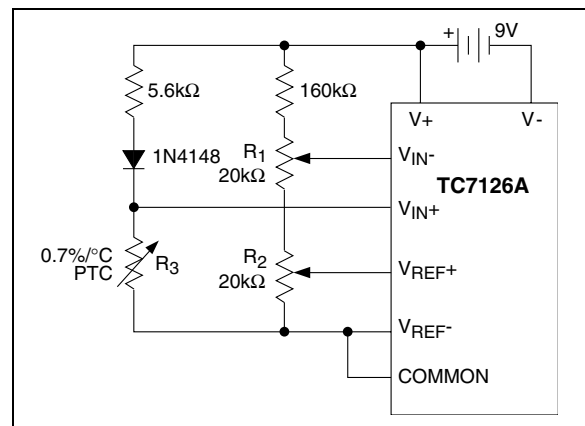 + 9V
5.6kΩ
160kΩ
V+ V-
1N4148
R1
20kΩ
VIN-
TC7126A
VIN+
0.7%/°C
PTC
R3
R2
20kΩ
VREF+
VREF-
COMMON